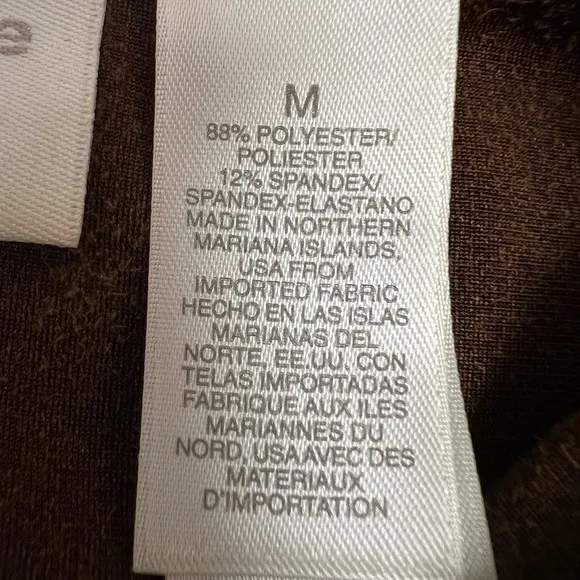 e
M
88% POLYESTER/
POLIESTER
12% SPANDEX/
SPANDEX-ELASTANO
MADE IN NORTHERN
MARIANA ISLANDS,
USA FROM
IMPORTED FABRIC
HECHO EN LAS ISLAS
MARIANAS DEL
NORTE, EE.UU. CON
TELAS IMPORTADAS
FABRIQUE AUX ILES
MARIANNES DU
NORD, USA AVEC DES
MATERIAUX
D'IMPORTATION